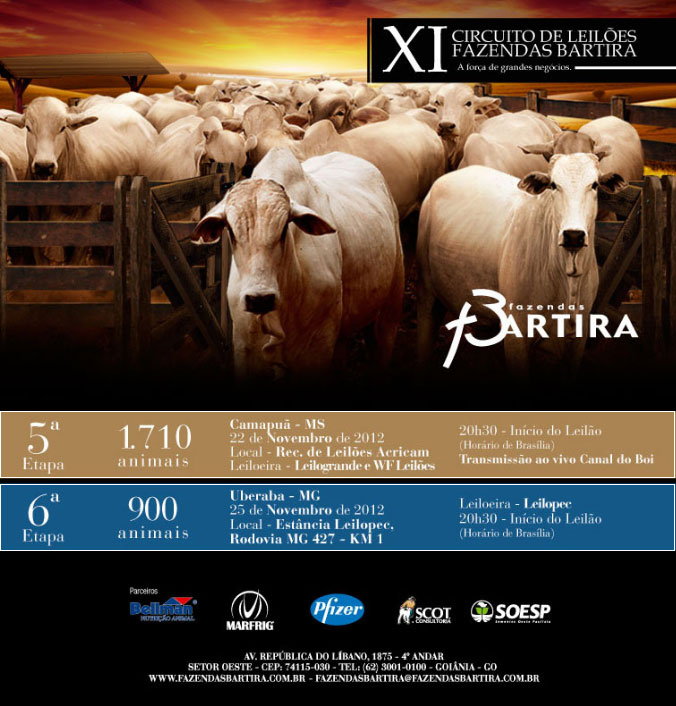 XI CIRCUITO DE LEILÕES
FAZENDAS BARTIRA
A força de grandes negócios.
fazendas
BARTIRA
5ª
Etapa
1.710
animais
Camapuã - MS
22 de Novembro de 2012
Local - Rec. de Leilões Acricam
Leiloeira - Leilogrande e WF Leilões
20h30 - Início do Leilão
(Horário de Brasília)
Transmissão ao vivo Canal do Boi
6ª
Etapa
900
animais
Uberaba - MG
25 de Novembro de 2012
Local - Estância Leilopec,
Rodovia MG 427 - KM 1
Leiloeira - Leilopec
20h30 - Início do Leilão
(Horário de Brasília)
Parceiros
Bellman
NUTRIÇÃO ANIMAL
MARFRIG
Pfizer
SCOT
CONSULTORIA
SOESP
Sementes Oeste Paulista
AV. REPÚBLICA DO LÍBANO, 1875 - 4º ANDAR
SETOR OESTE - CEP: 74115-030 - TEL: (62) 3001-0100 - GOIÂNIA - GO
WWW.FAZENDASBARTIRA.COM.BR - FAZENDASBARTIRA@FAZENDASBARTIRA.COM.BR